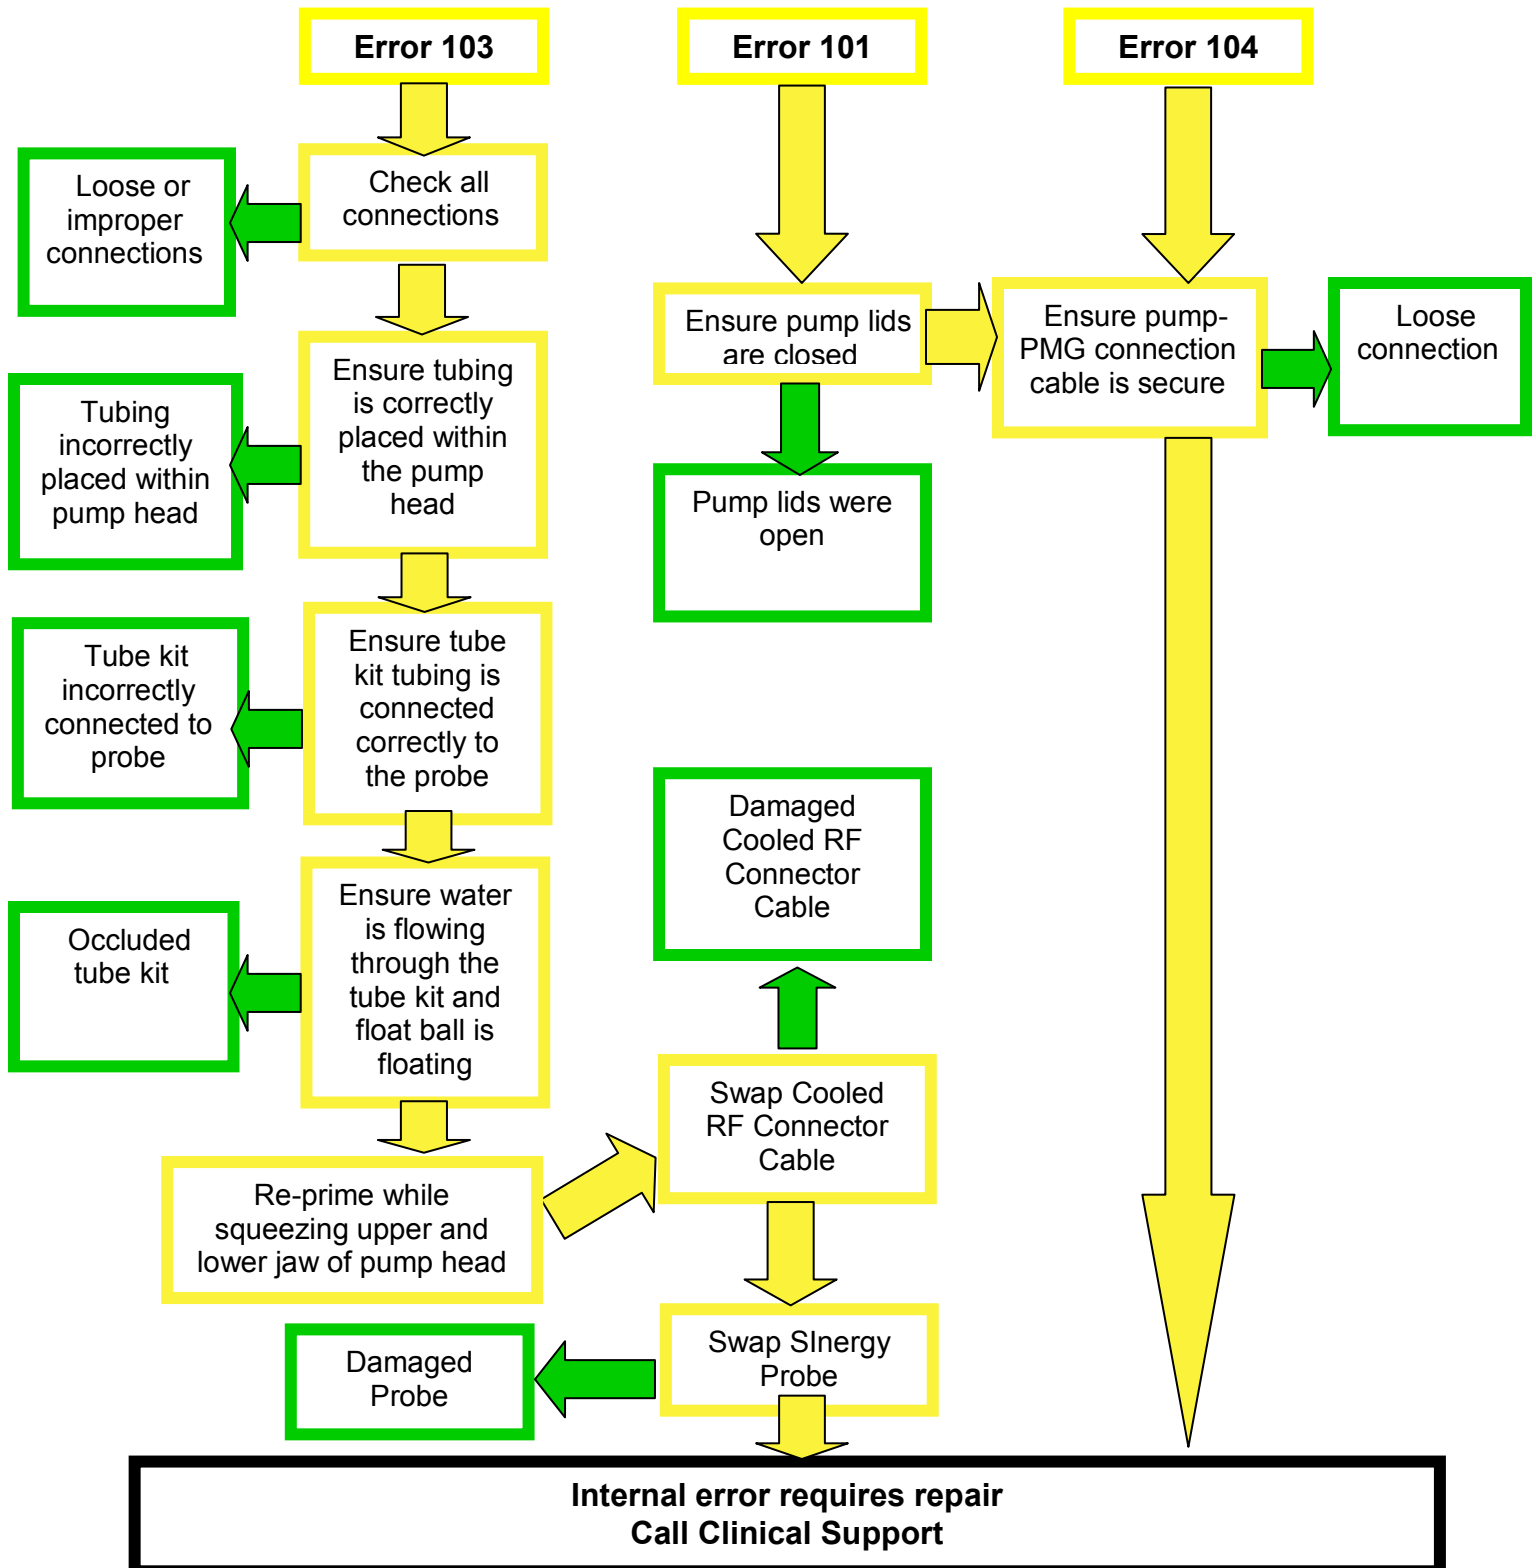 Error 103
Error 101
Error 104
Check all
connections
Loose or
improper
connections
Ensure tubing
is correctly
placed within
the pump
head
Tubing
incorrectly
placed within
pump head
Ensure tube
kit tubing is
connected
correctly to
the probe
Tube kit
incorrectly
connected to
probe
Ensure water
is flowing
through the
tube kit and
float ball is
floating
Occluded
tube kit
Re-prime while
squeezing upper and
lower jaw of pump head
Ensure pump lids
are closed
Pump lids were
open
Ensure pump-
PMG connection
cable is secure
Loose
connection
Damaged
Cooled RF
Connector
Cable
Swap Cooled
RF Connector
Cable
Swap SInergy
Probe
Damaged
Probe
Internal error requires repair
Call Clinical Support